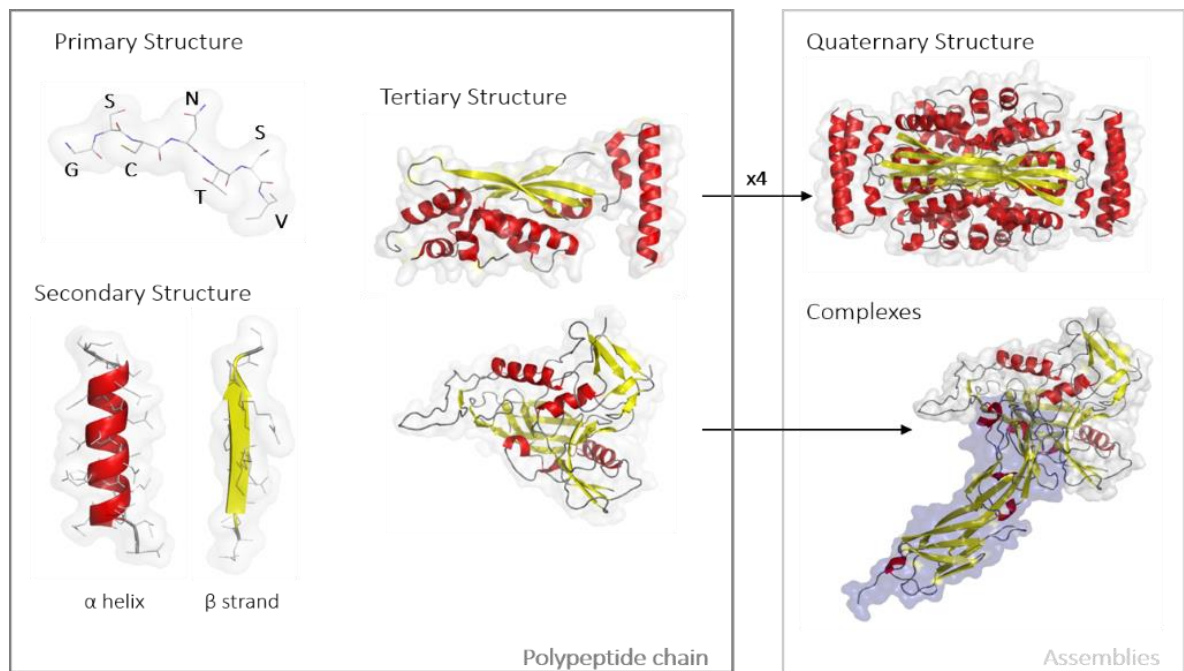 Primary Structure
S
N
S
G
C
T
V
Tertiary Structure
Secondary Structure
α helix
β strand
Polypeptide chain
x4
Quaternary Structure
Complexes
Assemblies